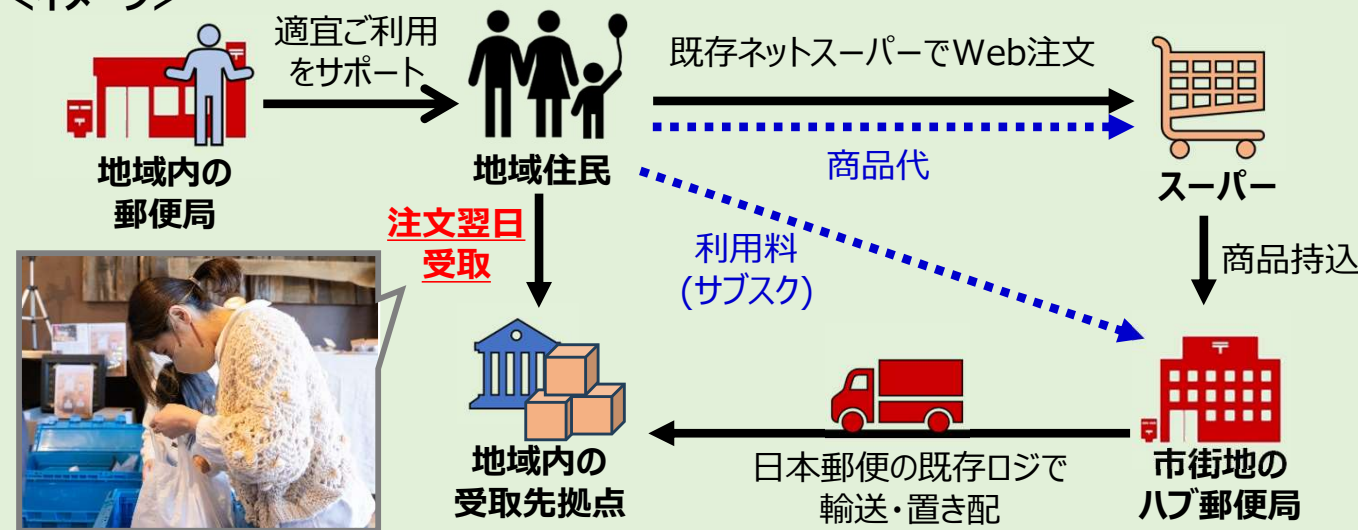 <イメージ>
適宜ご利用
をサポート
既存ネットスーパーでWeb注文
地域内の
郵便局
地域住民
商品代
スーパー
注文翌日
受取
利用料
(サブスク)
商品持込
地域内の
受取先拠点
日本郵便の既存ロジで
輸送・置き配
市街地の
ハブ郵便局